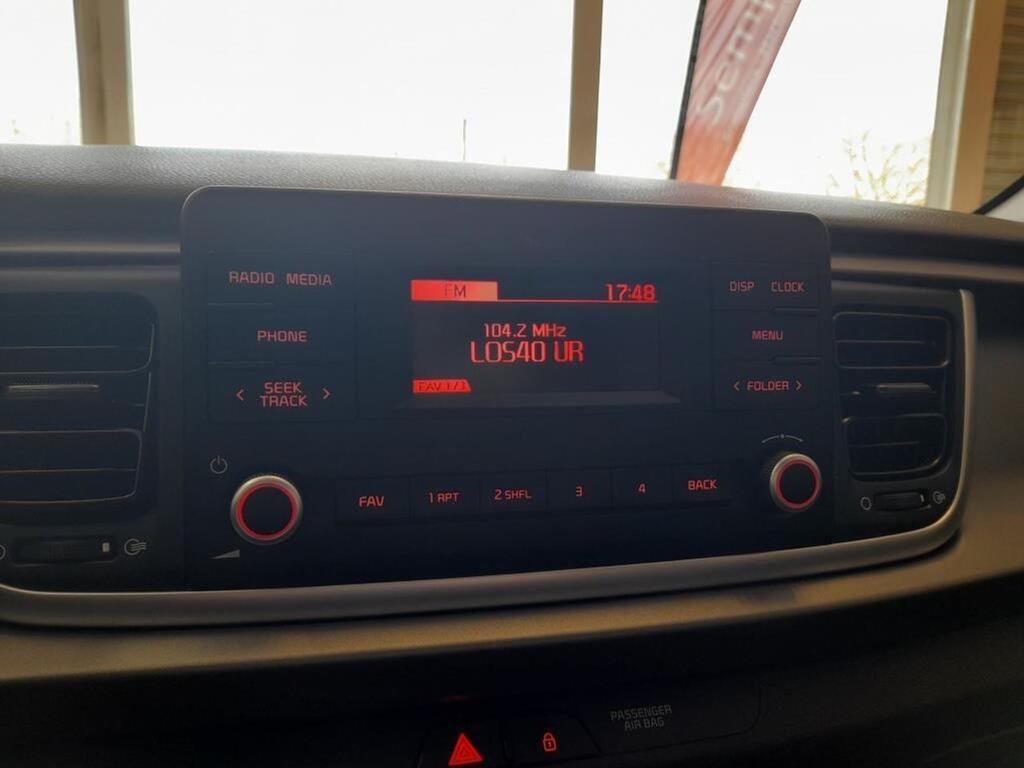 Semi
RADIO MEDIA
PHONE
SEEK
TRACK
FM 17:48
104.2 MHz
LOS40 UR
FAV 1/1
DISP CLOCK
MENU
FOLDER
FAV 1 RPT 2 SHFL 3 4 BACK
PASSENGER
AIR BAG